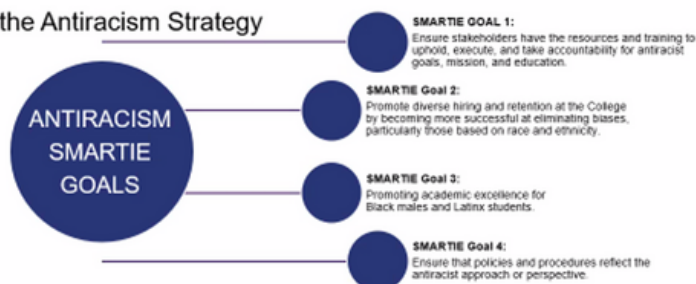 the Antiracism Strategy
ANTIRACISM
SMARTIE
GOALS
SMARTIE GOAL 1:
Ensure stakeholders have the resources and training to
uphold, execute, and take accountability for antiracist
goals, mission, and education.
SMARTIE Goal 2:
Promote diverse hiring and retention at the College
by becoming more successful at eliminating biases,
particularly those based on race and ethnicity.
SMARTIE Goal 3:
Promoting academic excellence for
Black males and Latinx students.
SMARTIE Goal 4:
Ensure that policies and procedures reflect the
antiracist approach or perspective.